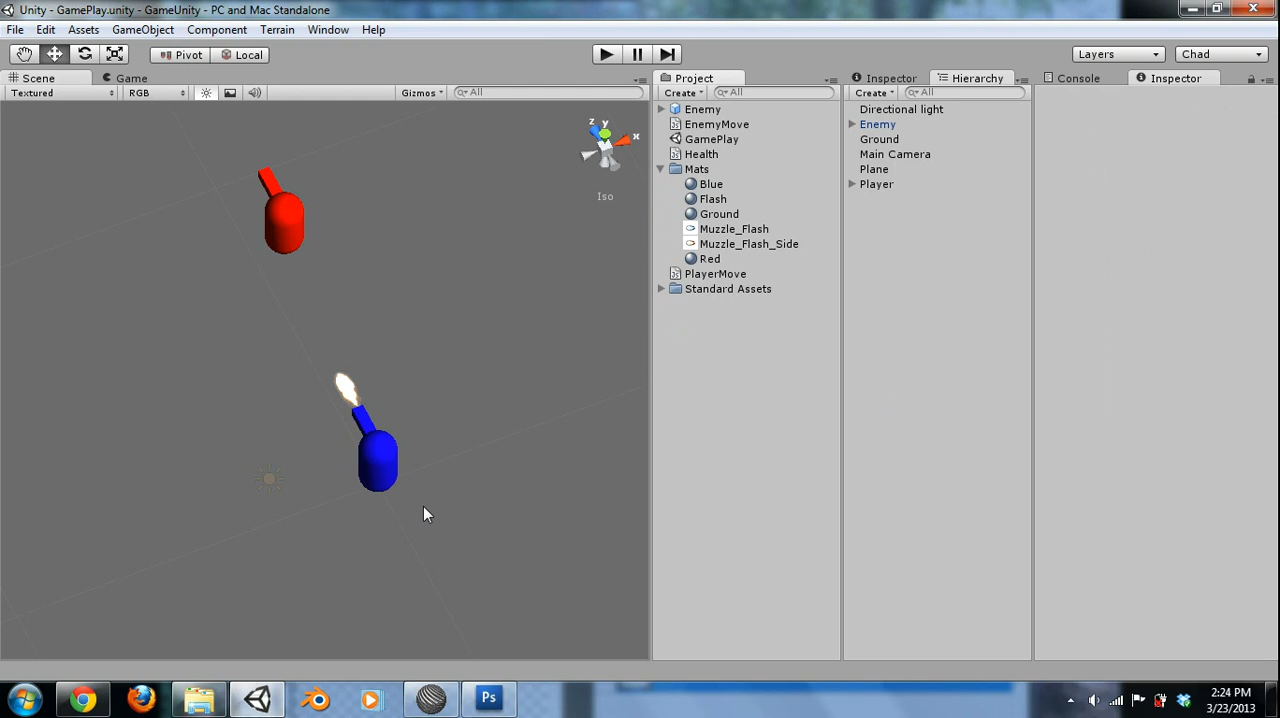 Unity - GamePlay.unity - GameUnity - PC and Mac Standalone
File Edit Assets GameObject Component Terrain Window Help
Pivot Local Layers Chad
Scene Game Project Inspector Hierarchy Console Inspector
Textured RGB Gizmos All Create All Create All
Enemy
EnemyMove
GamePlay
Health
Mats
Blue
Flash
Ground
Muzzle_Flash
Muzzle_Flash_Side
Red
PlayerMove
Standard Assets
Directional light
Enemy
Ground
Main Camera
Plane
Player
z y x
Iso
Ps
2:24 PM
3/23/2013